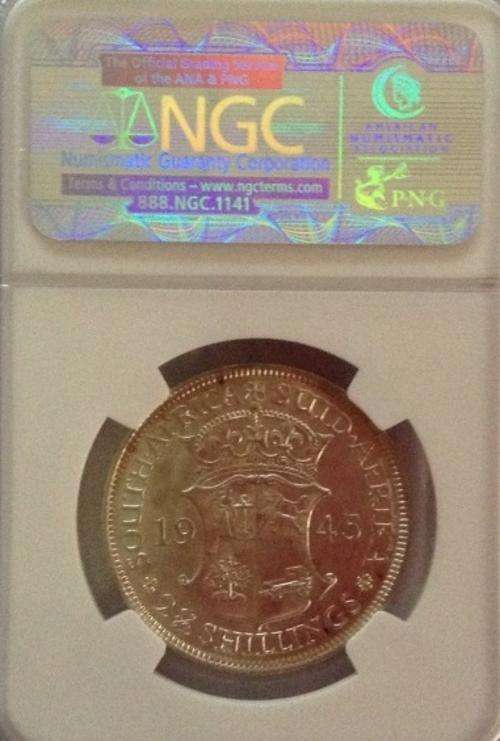 The Official Grading Service
of the ANA & PNG
NGC
Numismatic Guaranty Corporation
Terms & Conditions – www.ngcterms.com
888.NGC.1141
AMERICAN
NUMISMATIC
ASSOCIATION
PNG
SOUTH AFRICA SUID-AFRIKA
19 45
2½ SHILLINGS